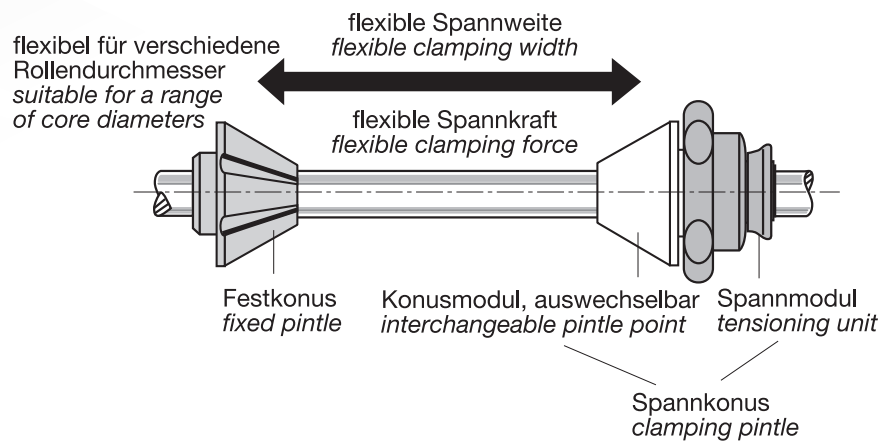 flexibel für verschiedene
Rollendurchmesser
suitable for a range
of core diameters
flexible Spannweite
flexible clamping width
flexible Spannkraft
flexible clamping force
Festkonus
fixed pintle
Konusmodul, auswechselbar
interchangeable pintle point
Spannmodul
tensioning unit
Spannkonus
clamping pintle